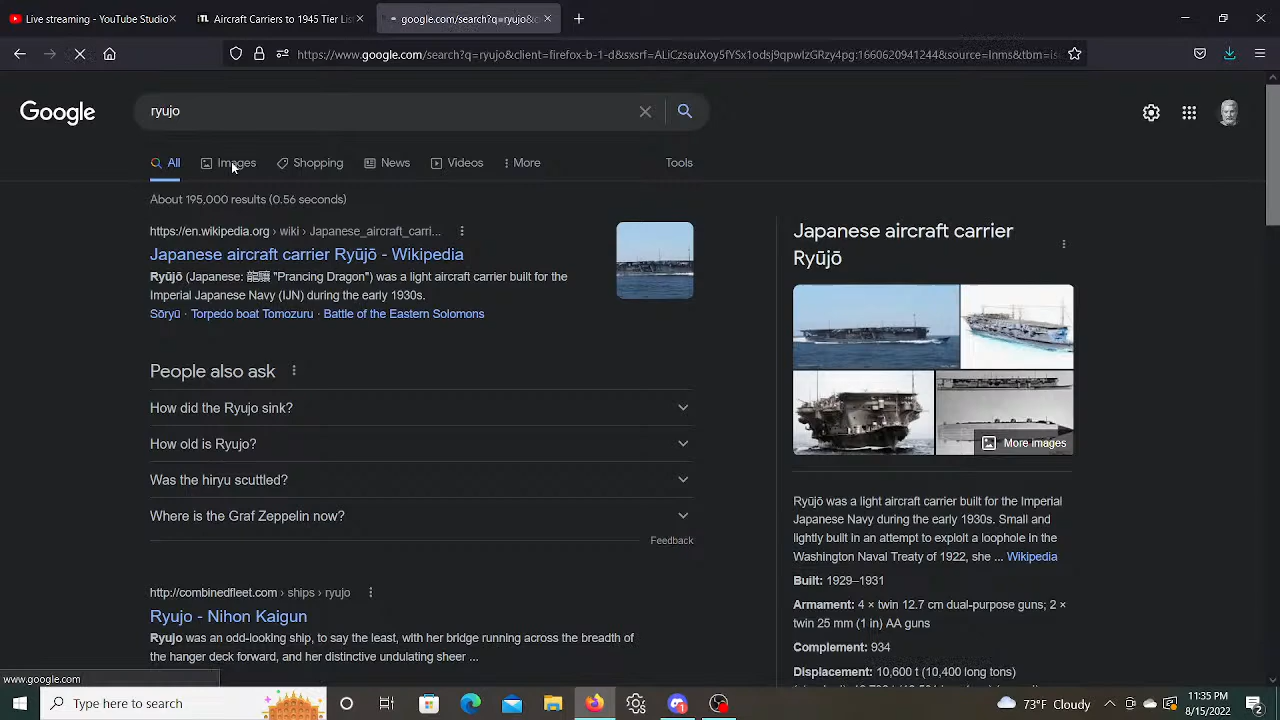 Live streaming - YouTube Studio
Aircraft Carriers to 1945 Tier List
google.com/search?q=ryujo&c
https://www.google.com/search?q=ryujo&client=firefox-b-1-d&sxsrf=ALiCzsauXoy5fYSx1odsj9qpwlzGRzy4pg:1660620941244&source=lnms&tbm=is
Google
ryujo
All
Images
Shopping
News
Videos
More
Tools
About 195,000 results (0.56 seconds)
https://en.wikipedia.org › wiki › Japanese_aircraft_carri...
Japanese aircraft carrier Ryūjō - Wikipedia
Ryūjō (Japanese: "Prancing Dragon") was a light aircraft carrier built for the
Imperial Japanese Navy (IJN) during the early 1930s.
Sōryū · Torpedo boat Tomozuru · Battle of the Eastern Solomons
People also ask
How did the Ryujo sink?
How old is Ryujo?
Was the hiryu scuttled?
Where is the Graf Zeppelin now?
Feedback
http://combinedfleet.com › ships › ryujo
Ryujo - Nihon Kaigun
Ryujo was an odd-looking ship, to say the least, with her bridge running across the breadth of
the hanger deck forward, and her distinctive undulating sheer ...
Japanese aircraft carrier
Ryūjō
More images
Ryūjō was a light aircraft carrier built for the Imperial
Japanese Navy during the early 1930s. Small and
lightly built in an attempt to exploit a loophole in the
Washington Naval Treaty of 1922, she ... Wikipedia
Built: 1929–1931
Armament: 4 × twin 12.7 cm dual-purpose guns; 2 ×
twin 25 mm (1 in) AA guns
Complement: 934
Displacement: 10,600 t (10,400 long tons)
www.google.com
Type here to search
73°F Cloudy
11:35 PM
8/15/2022
2